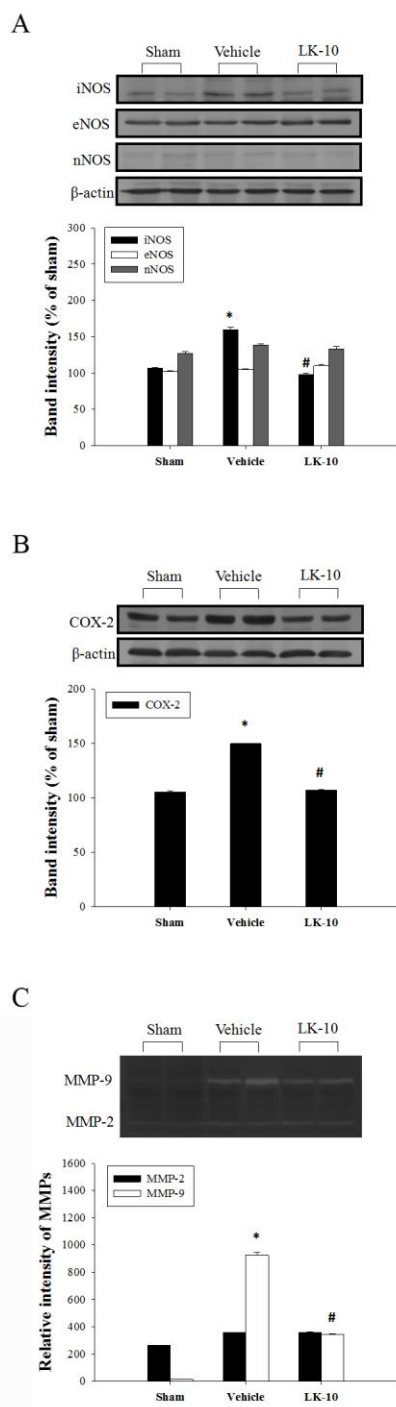 A
Sham Vehicle LK-10
iNOS
eNOS
nNOS
β-actin
300
250
200
150
100
50
0
Band intensity (% of sham)
iNOS
eNOS
nNOS
*
#
Sham Vehicle LK-10
B
Sham Vehicle LK-10
COX-2
β-actin
200
150
100
50
0
Band intensity (% of sham)
COX-2
*
#
Sham Vehicle LK-10
C
Sham Vehicle LK-10
MMP-9
MMP-2
1600
1400
1200
1000
800
600
400
200
0
Relative intensity of MMPs
MMP-2
MMP-9
*
#
Sham Vehicle LK-10